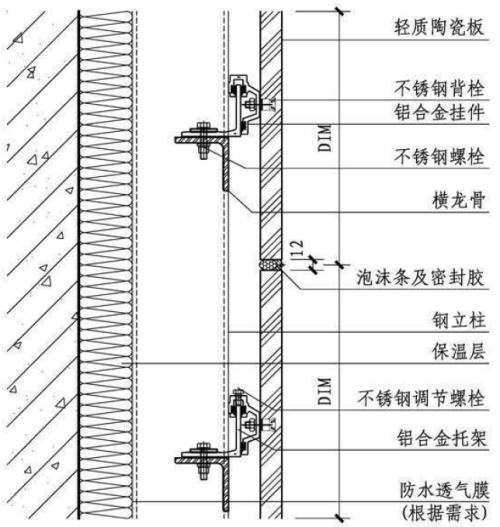 轻质陶瓷板
不锈钢背栓
铝合金挂件
DIM
不锈钢螺栓
横龙骨
12
泡沫条及密封胶
钢立柱
保温层
DIM
不锈钢调节螺栓
铝合金托架
防水透气膜
(根据需求)